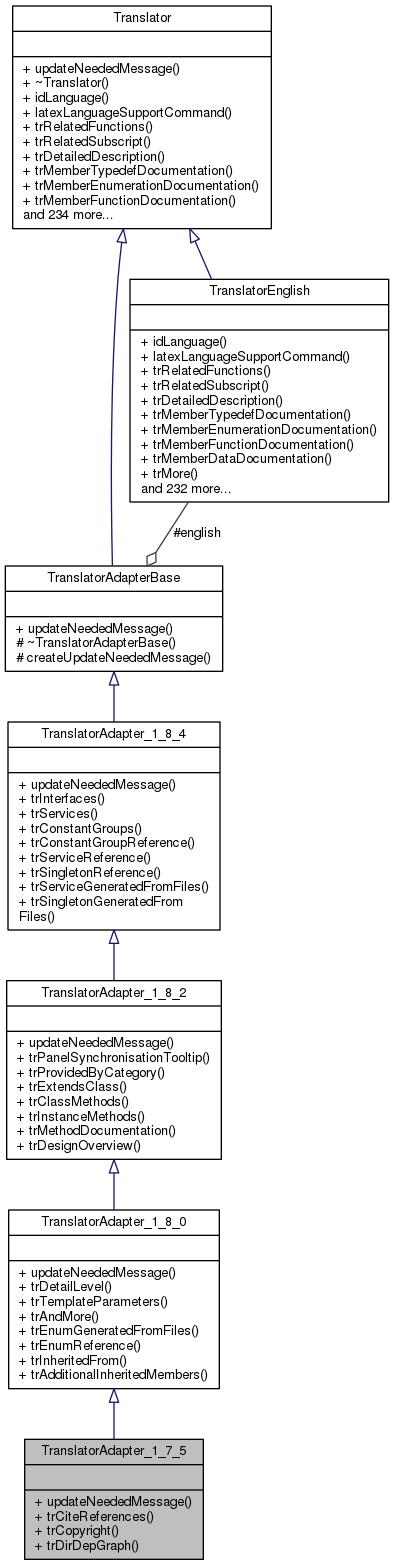 Translator
+ updateNeededMessage()
+ ~Translator()
+ idLanguage()
+ latexLanguageSupportCommand()
+ trRelatedFunctions()
+ trRelatedSubscript()
+ trDetailedDescription()
+ trMemberTypedefDocumentation()
+ trMemberEnumerationDocumentation()
+ trMemberFunctionDocumentation()
and 234 more...
TranslatorEnglish
+ idLanguage()
+ latexLanguageSupportCommand()
+ trRelatedFunctions()
+ trRelatedSubscript()
+ trDetailedDescription()
+ trMemberTypedefDocumentation()
+ trMemberEnumerationDocumentation()
+ trMemberFunctionDocumentation()
+ trMemberDataDocumentation()
+ trMore()
and 232 more...
#english
TranslatorAdapterBase
+ updateNeededMessage()
# ~TranslatorAdapterBase()
# createUpdateNeededMessage()
TranslatorAdapter_1_8_4
+ updateNeededMessage()
+ trInterfaces()
+ trServices()
+ trConstantGroups()
+ trConstantGroupReference()
+ trServiceReference()
+ trSingletonReference()
+ trServiceGeneratedFromFiles()
+ trSingletonGeneratedFrom
Files()
TranslatorAdapter_1_8_2
+ updateNeededMessage()
+ trPanelSynchronisationTooltip()
+ trProvidedByCategory()
+ trExtendsClass()
+ trClassMethods()
+ trInstanceMethods()
+ trMethodDocumentation()
+ trDesignOverview()
TranslatorAdapter_1_8_0
+ updateNeededMessage()
+ trDetailLevel()
+ trTemplateParameters()
+ trAndMore()
+ trEnumGeneratedFromFiles()
+ trEnumReference()
+ trInheritedFrom()
+ trAdditionalInheritedMembers()
TranslatorAdapter_1_7_5
+ updateNeededMessage()
+ trCiteReferences()
+ trCopyright()
+ trDirDepGraph()